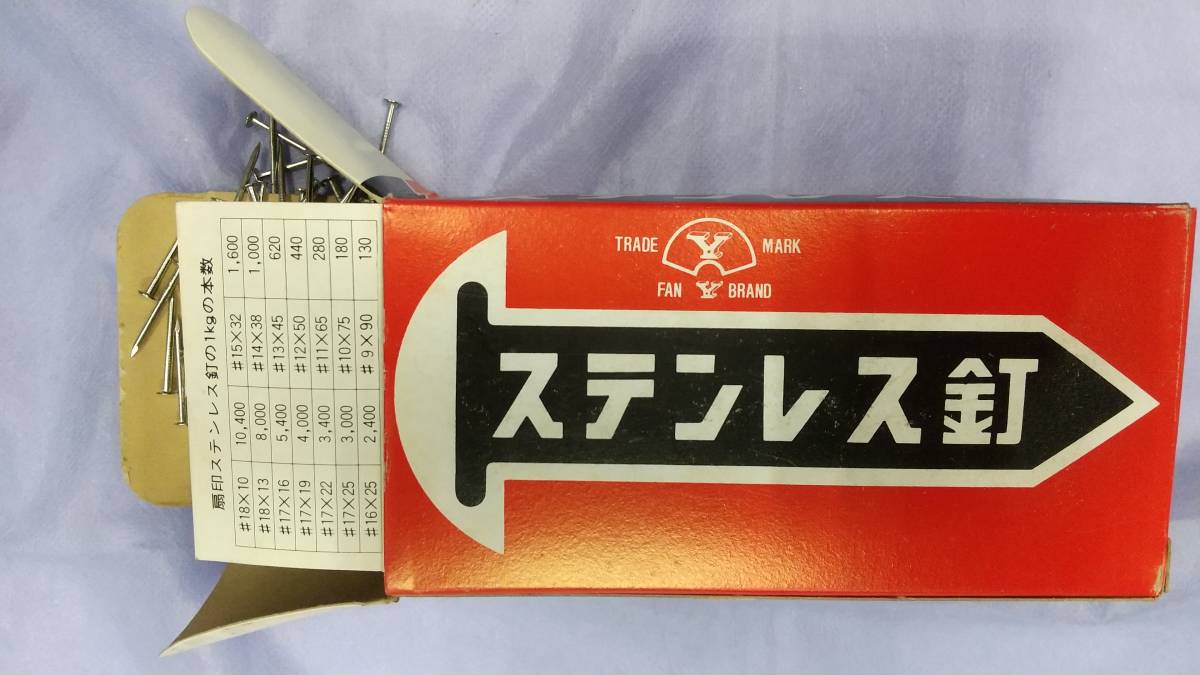 扇印ステンレス釘の1kgの本数
#18×10 10,400 #15×32 1,600
#18×13 8,000 #14×38 1,000
#17×16 5,400 #13×45 620
#17×19 4,000 #12×50 440
#17×22 3,400 #11×65 280
#17×25 3,000 #10×75 180
#16×25 2,400 #9×90 130
TRADE Y MARK
FAN Y BRAND
ステンレス釘